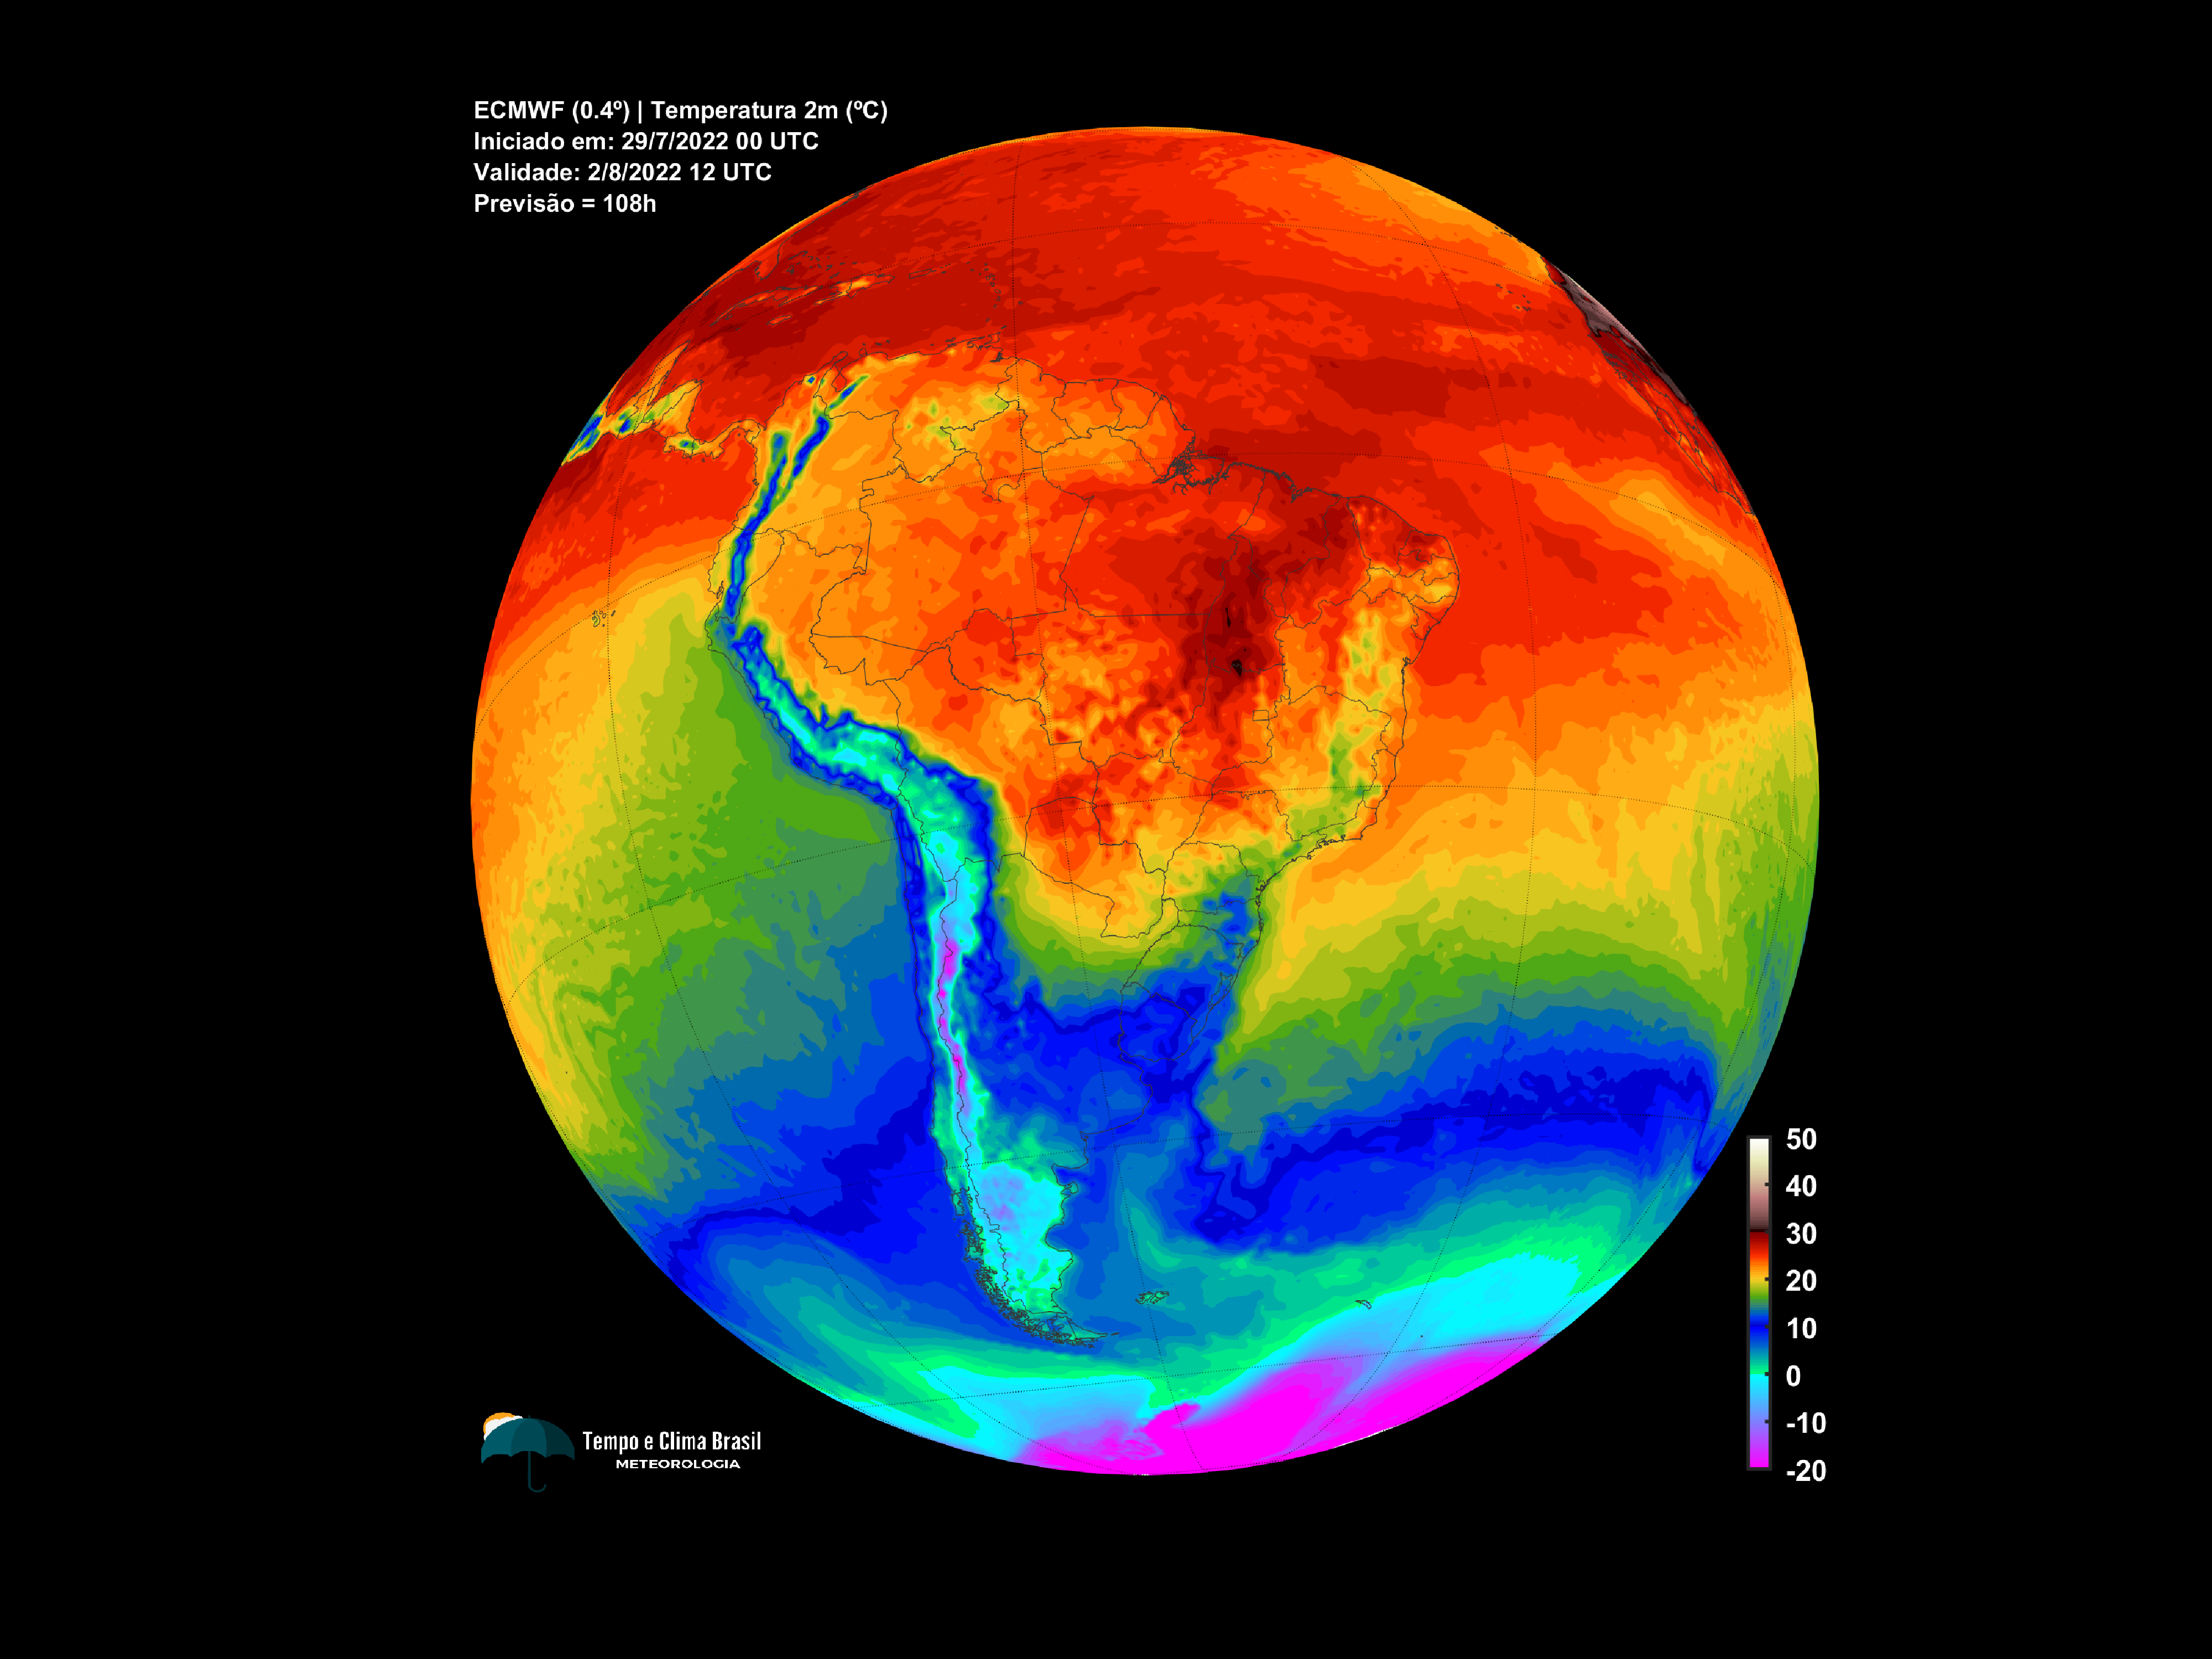 ECMWF (0.4º) | Temperatura 2m (ºC)
Iniciado em: 29/7/2022 00 UTC
Validade: 2/8/2022 12 UTC
Previsão = 108h
50
40
30
20
10
0
-10
-20
Tempo e Clima Brasil
METEOROLOGIA